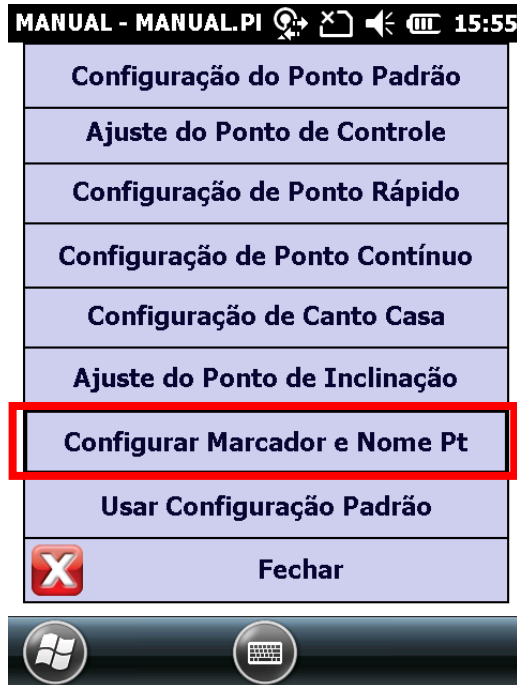 MANUAL - MANUAL.PI 15:55
Configuração do Ponto Padrão
Ajuste do Ponto de Controle
Configuração de Ponto Rápido
Configuração de Ponto Contínuo
Configuração de Canto Casa
Ajuste do Ponto de Inclinação
Configurar Marcador e Nome Pt
Usar Configuração Padrão
Fechar